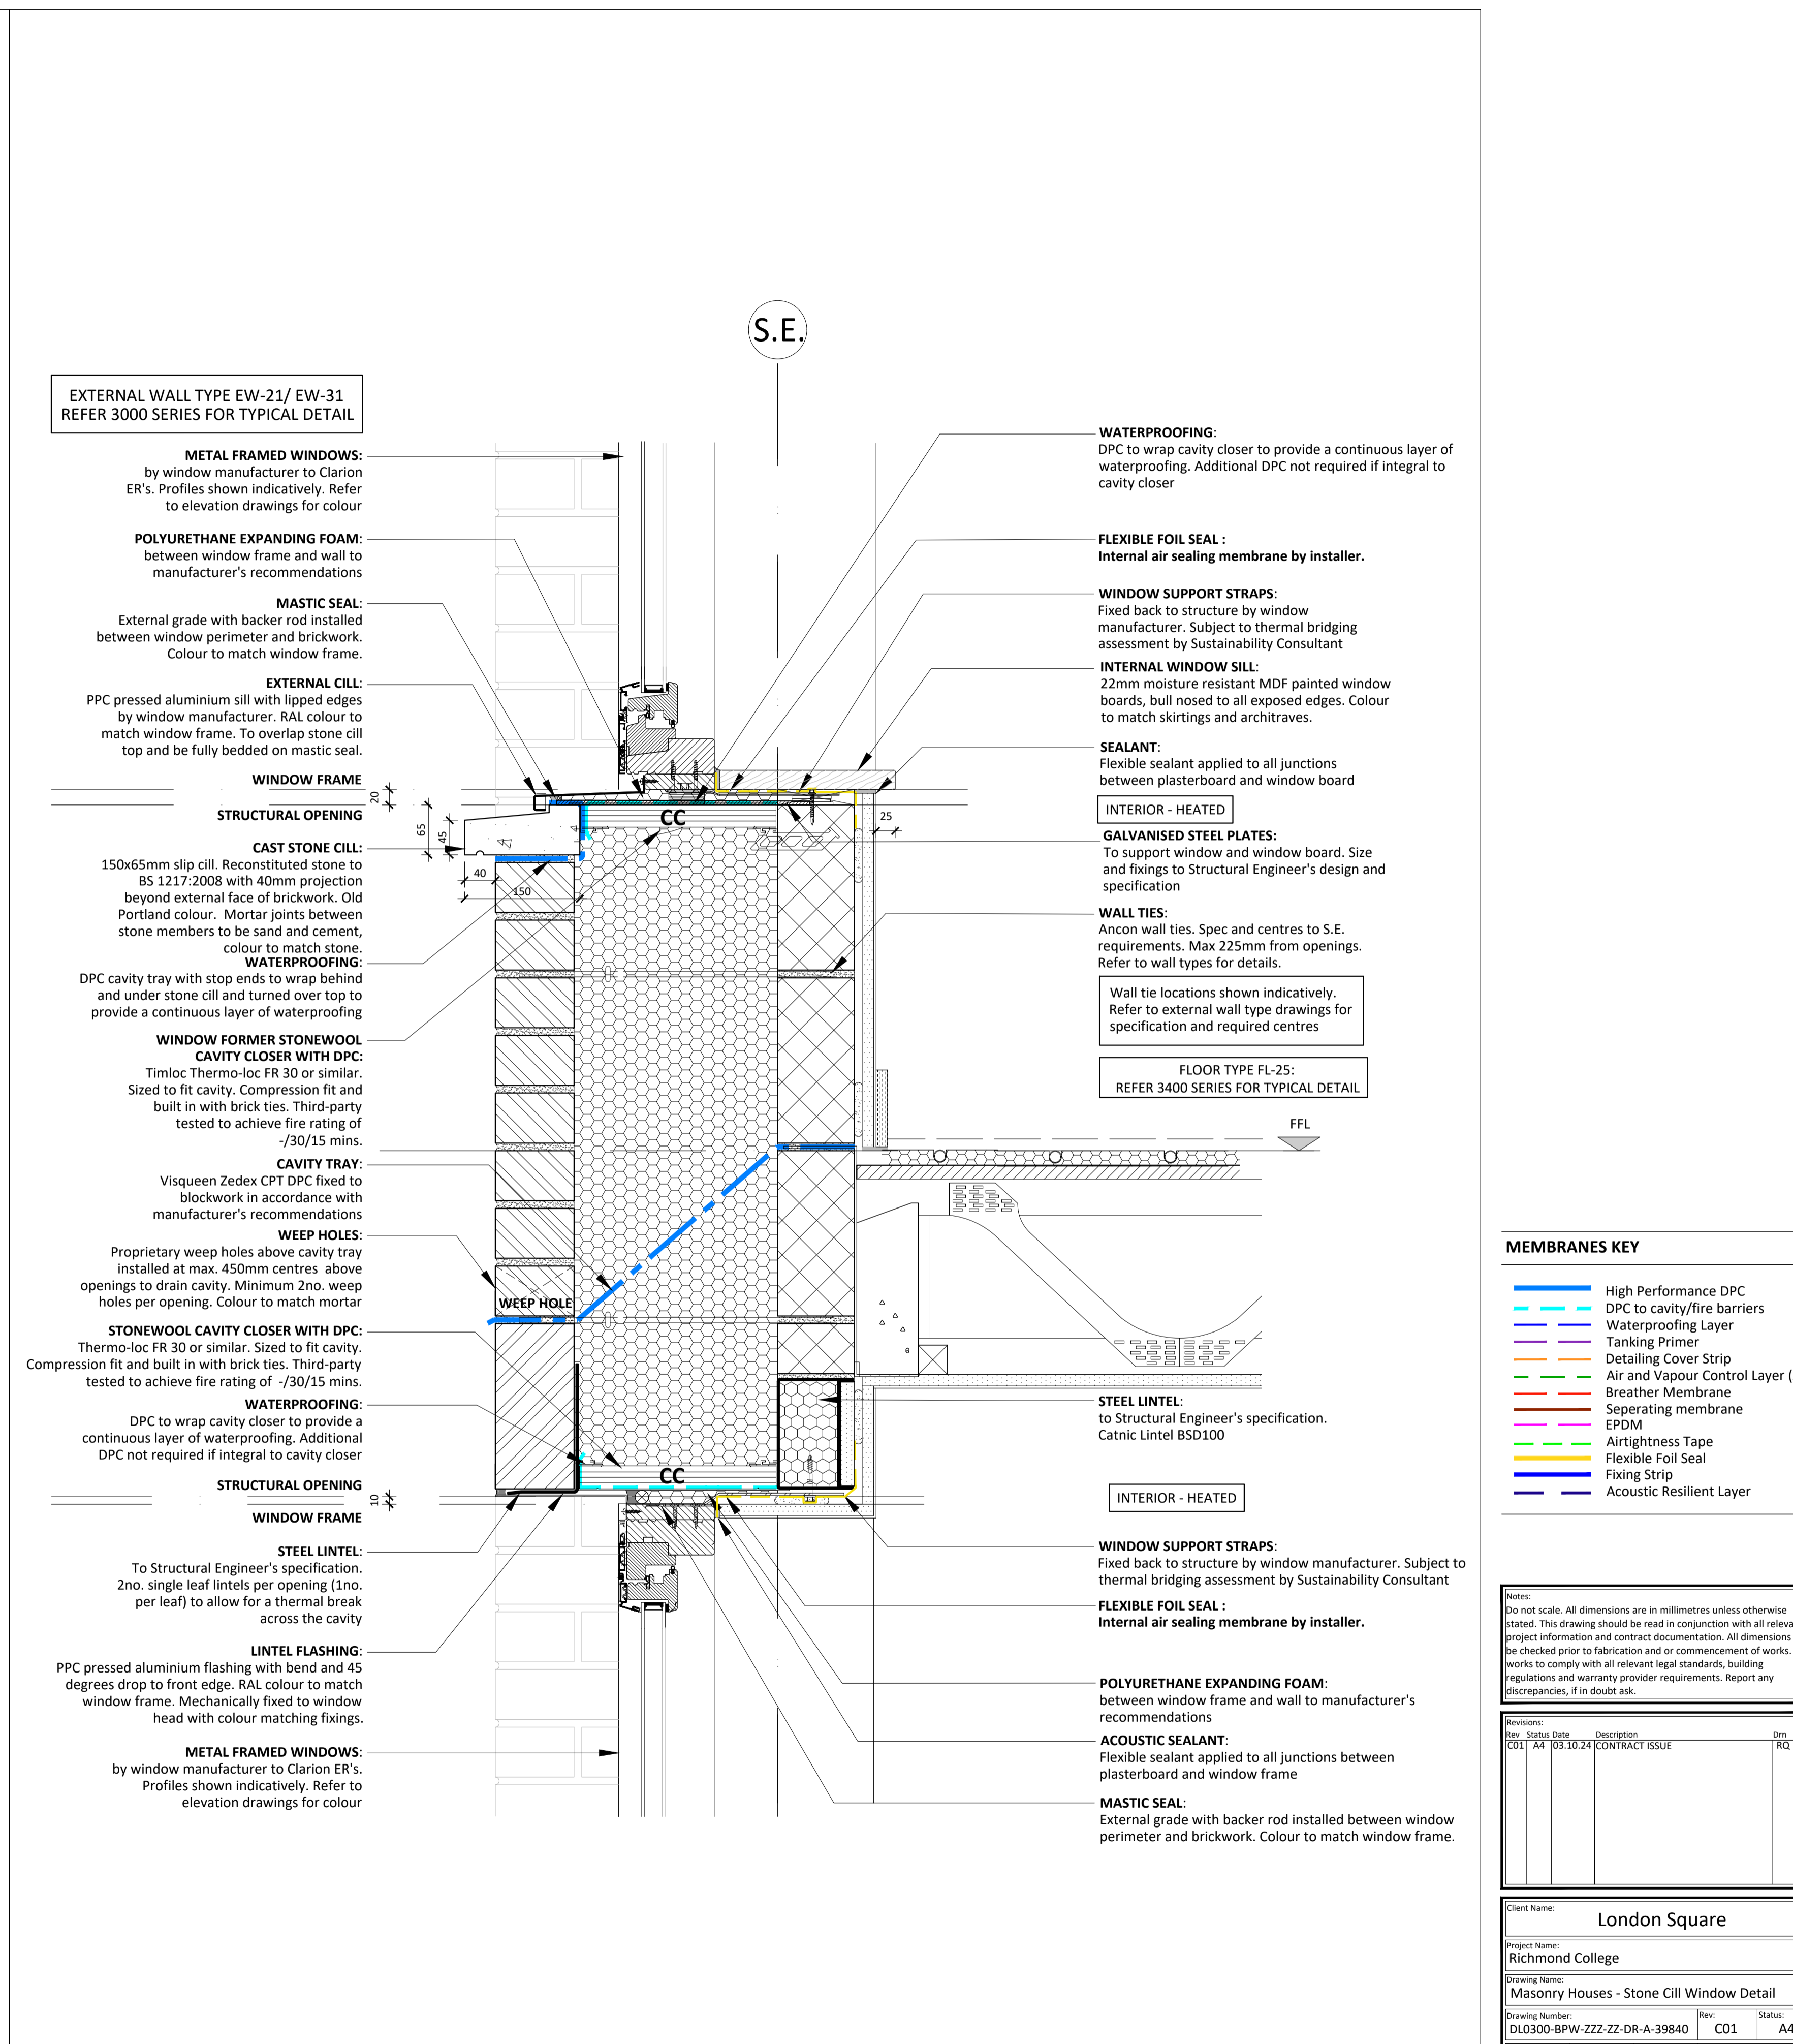 S.E.
EXTERNAL WALL TYPE EW-21/ EW-31
REFER 3000 SERIES FOR TYPICAL DETAIL
METAL FRAMED WINDOWS:
by window manufacturer to Clarion
ER's. Profiles shown indicatively. Refer
to elevation drawings for colour
POLYURETHANE EXPANDING FOAM:
between window frame and wall to
manufacturer's recommendations
MASTIC SEAL:
External grade with backer rod installed
between window perimeter and brickwork.
Colour to match window frame.
EXTERNAL CILL:
PPC pressed aluminium sill with lipped edges
by window manufacturer. RAL colour to
match window frame. To overlap stone cill
top and be fully bedded on mastic seal.
WINDOW FRAME
20
STRUCTURAL OPENING
65
45
CAST STONE CILL:
150x65mm slip cill. Reconstituted stone to
BS 1217:2008 with 40mm projection
beyond external face of brickwork. Old
Portland colour.  Mortar joints between
stone members to be sand and cement,
colour to match stone.
40
150
WATERPROOFING:
DPC cavity tray with stop ends to wrap behind
and under stone cill and turned over top to
provide a continuous layer of waterproofing
WINDOW FORMER STONEWOOL
CAVITY CLOSER WITH DPC:
Timloc Thermo-loc FR 30 or similar.
Sized to fit cavity. Compression fit and
built in with brick ties. Third-party
tested to achieve fire rating of
-/30/15 mins.
CAVITY TRAY:
Visqueen Zedex CPT DPC fixed to
blockwork in accordance with
manufacturer's recommendations
WEEP HOLES:
Proprietary weep holes above cavity tray
installed at max. 450mm centres  above
openings to drain cavity. Minimum 2no. weep
holes per opening. Colour to match mortar
WEEP HOLE
STONEWOOL CAVITY CLOSER WITH DPC:
Thermo-loc FR 30 or similar. Sized to fit cavity.
Compression fit and built in with brick ties. Third-party
tested to achieve fire rating of  -/30/15 mins.
WATERPROOFING:
DPC to wrap cavity closer to provide a
continuous layer of waterproofing. Additional
DPC not required if integral to cavity closer
STRUCTURAL OPENING
10
WINDOW FRAME
STEEL LINTEL:
To Structural Engineer's specification.
2no. single leaf lintels per opening (1no.
per leaf) to allow for a thermal break
across the cavity
LINTEL FLASHING:
PPC pressed aluminium flashing with bend and 45
degrees drop to front edge. RAL colour to match
window frame. Mechanically fixed to window
head with colour matching fixings.
METAL FRAMED WINDOWS:
by window manufacturer to Clarion ER's.
Profiles shown indicatively. Refer to
elevation drawings for colour
CC
CC
WATERPROOFING:
DPC to wrap cavity closer to provide a continuous layer of
waterproofing. Additional DPC not required if integral to
cavity closer
FLEXIBLE FOIL SEAL :
Internal air sealing membrane by installer.
WINDOW SUPPORT STRAPS:
Fixed back to structure by window
manufacturer. Subject to thermal bridging
assessment by Sustainability Consultant
INTERNAL WINDOW SILL:
22mm moisture resistant MDF painted window
boards, bull nosed to all exposed edges. Colour
to match skirtings and architraves.
SEALANT:
Flexible sealant applied to all junctions
between plasterboard and window board
INTERIOR - HEATED
25
GALVANISED STEEL PLATES:
To support window and window board. Size
and fixings to Structural Engineer's design and
specification
WALL TIES:
Ancon wall ties. Spec and centres to S.E.
requirements. Max 225mm from openings.
Refer to wall types for details.
Wall tie locations shown indicatively.
Refer to external wall type drawings for
specification and required centres
FLOOR TYPE FL-25:
REFER 3400 SERIES FOR TYPICAL DETAIL
FFL
STEEL LINTEL:
to Structural Engineer's specification.
Catnic Lintel BSD100
INTERIOR - HEATED
WINDOW SUPPORT STRAPS:
Fixed back to structure by window manufacturer. Subject to
thermal bridging assessment by Sustainability Consultant
FLEXIBLE FOIL SEAL :
Internal air sealing membrane by installer.
POLYURETHANE EXPANDING FOAM:
between window frame and wall to manufacturer's
recommendations
ACOUSTIC SEALANT:
Flexible sealant applied to all junctions between
plasterboard and window frame
MASTIC SEAL:
External grade with backer rod installed between window
perimeter and brickwork. Colour to match window frame.
MEMBRANES KEY
High Performance DPC
DPC to cavity/fire barriers
Waterproofing Layer
Tanking Primer
Detailing Cover Strip
Air and Vapour Control Layer (
Breather Membrane
Seperating membrane
EPDM
Airtightness Tape
Flexible Foil Seal
Fixing Strip
Acoustic Resilient Layer
Notes:
Do not scale. All dimensions are in millimetres unless otherwise
stated. This drawing should be read in conjunction with all releva
project information and contract documentation. All dimensions
be checked prior to fabrication and or commencement of works.
works to comply with all relevant legal standards, building
regulations and warranty provider requirements. Report any
discrepancies, if in doubt ask.
Revisions:
Rev Status Date Description Drn
C01 A4 03.10.24 CONTRACT ISSUE RQ
Client Name:
London Square
Project Name:
Richmond College
Drawing Name:
Masonry Houses - Stone Cill Window Detail
Drawing Number: Rev: Status:
DL0300-BPW-ZZZ-ZZ-DR-A-39840 C01 A4